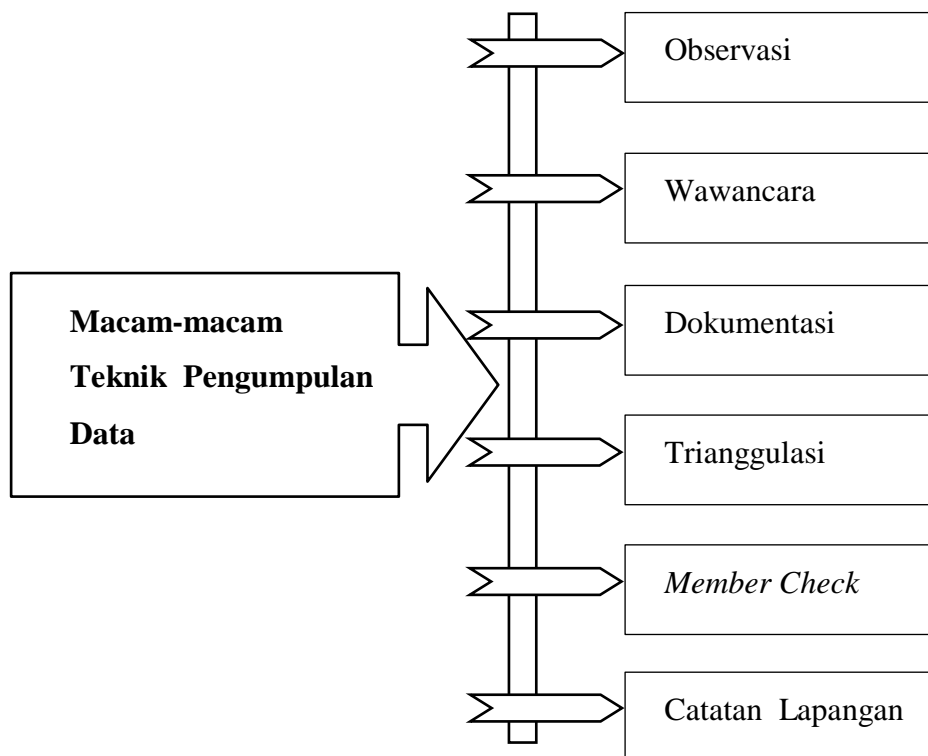 Macam-macam
Teknik Pengumpulan
Data
Observasi
Wawancara
Dokumentasi
Trianggulasi
Member Check
Catatan Lapangan